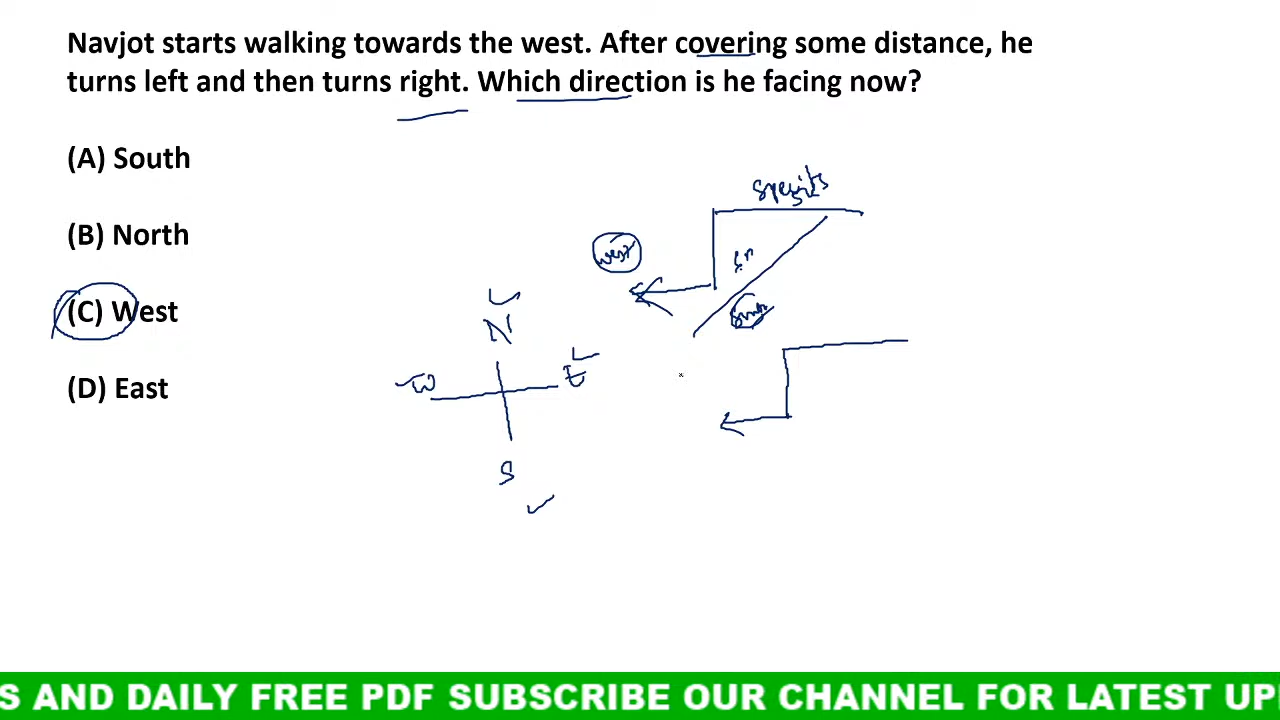 Navjot starts walking towards the west. After covering some distance, he
turns left and then turns right. Which direction is he facing now?
(A) South
(B) North
(C) West
(D) East
west
N
W
E
S
S AND DAILY FREE PDF SUBSCRIBE OUR CHANNEL FOR LATEST UP